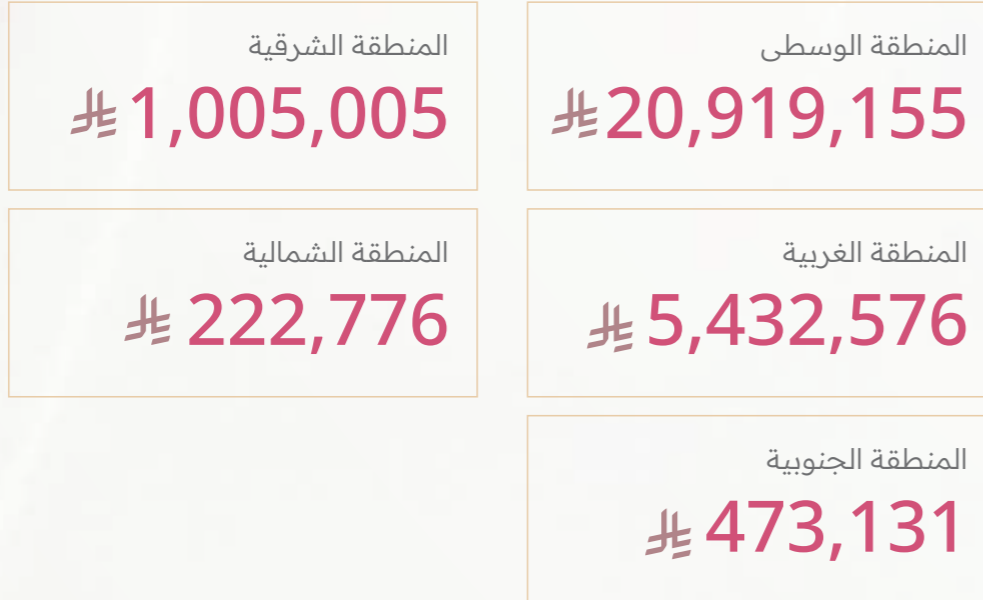 المنطقة الوسطى
20,919,155
المنطقة الشرقية
1,005,005
المنطقة الغربية
5,432,576
المنطقة الشمالية
222,776
المنطقة الجنوبية
473,131